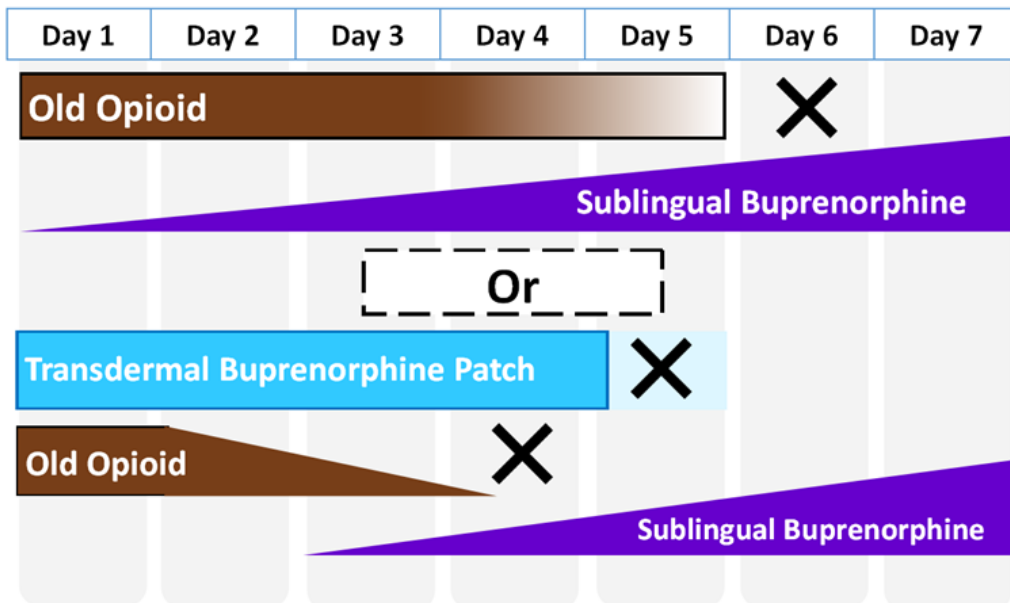 Day 1 Day 2 Day 3 Day 4 Day 5 Day 6 Day 7
Old Opioid
Sublingual Buprenorphine
Or
Transdermal Buprenorphine Patch
Old Opioid
Sublingual Buprenorphine